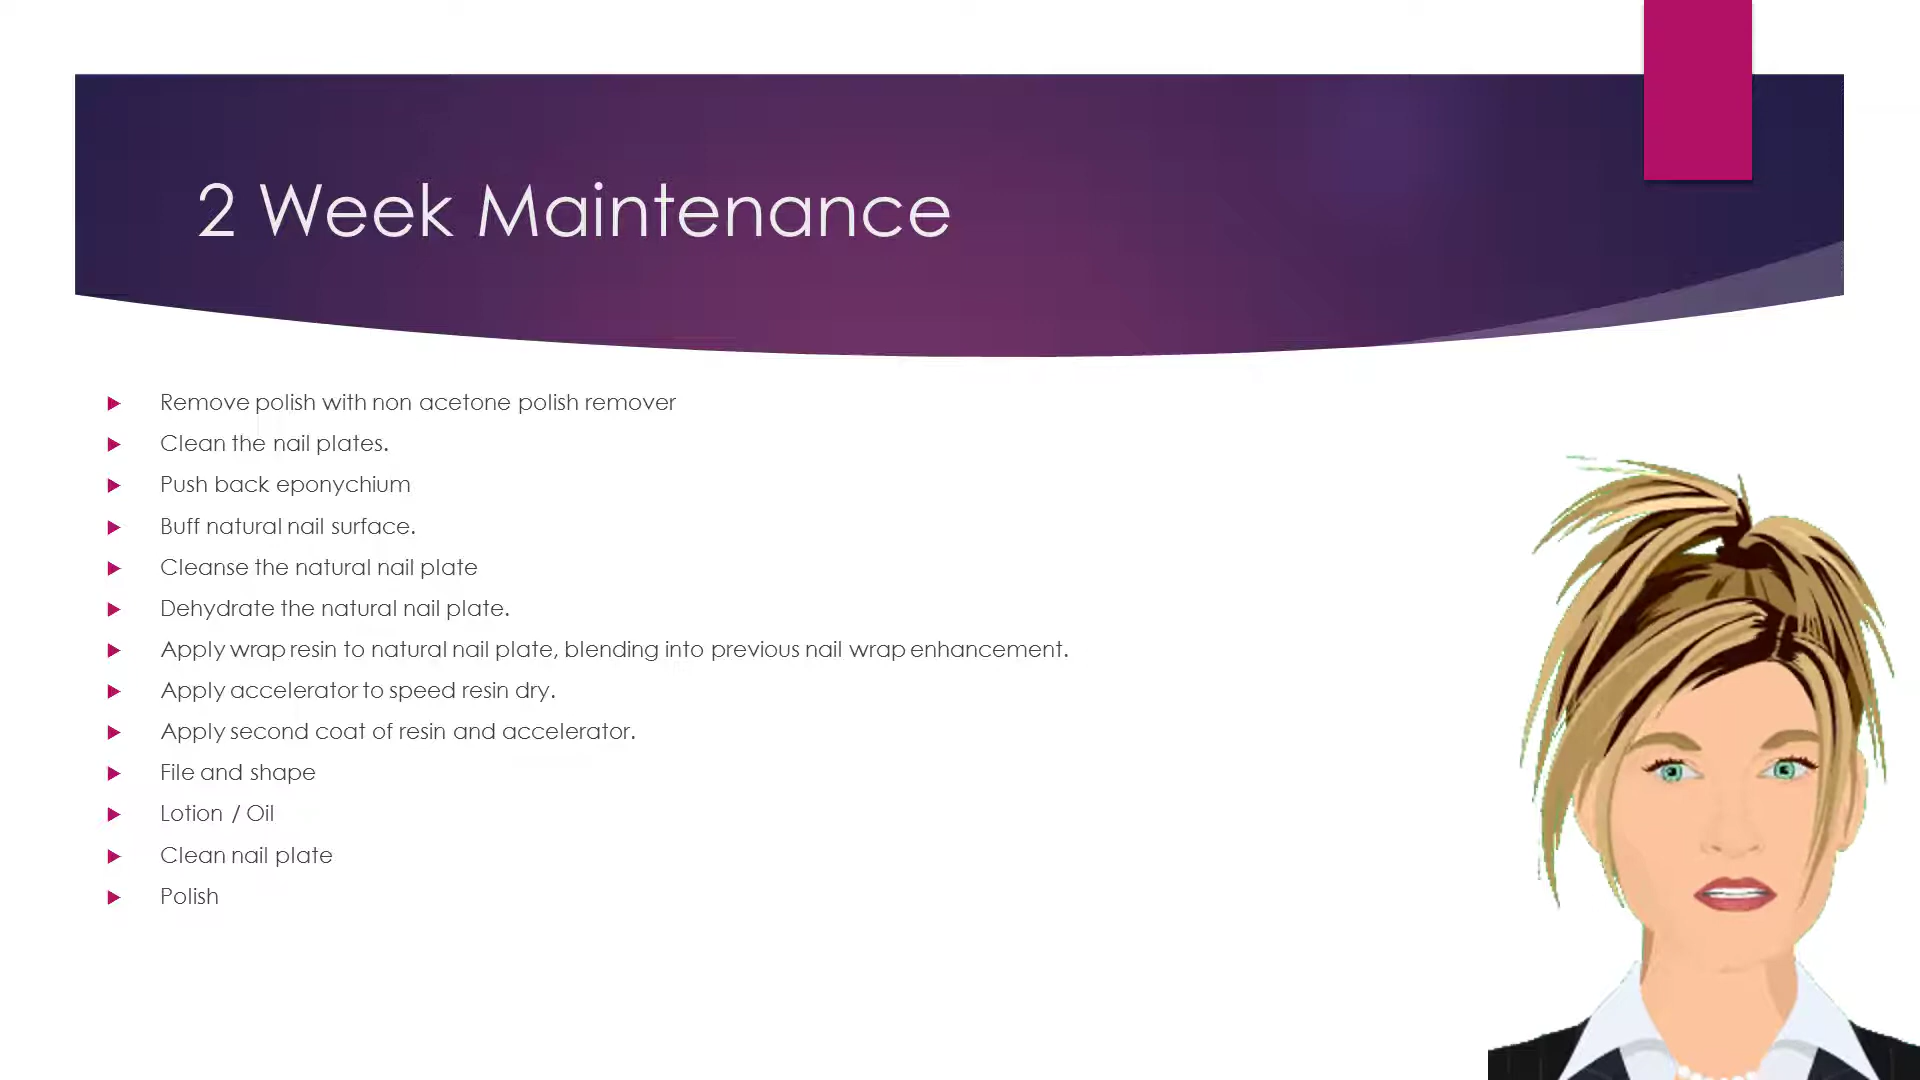 2 Week Maintenance
Remove polish with non acetone polish remover
Clean the nail plates.
Push back eponychium
Buff natural nail surface.
Cleanse the natural nail plate
Dehydrate the natural nail plate.
Apply wrap resin to natural nail plate, blending into previous nail wrap enhancement.
Apply accelerator to speed resin dry.
Apply second coat of resin and accelerator.
File and shape
Lotion / Oil
Clean nail plate
Polish